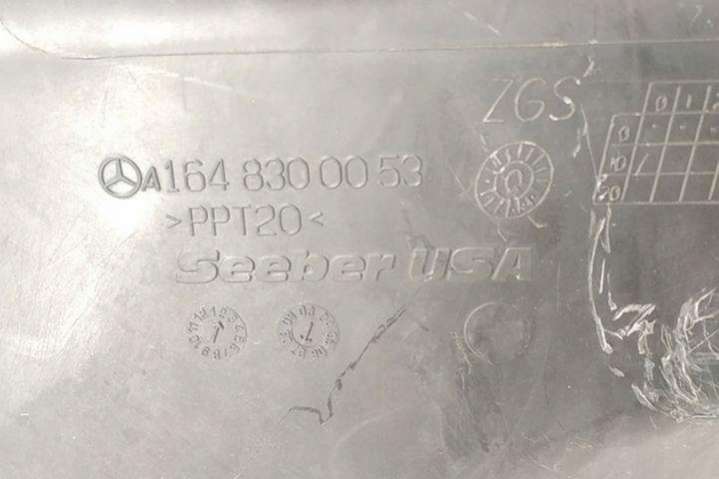 ZGS
A164 830 00 53
>PPT20<
Seeber USA